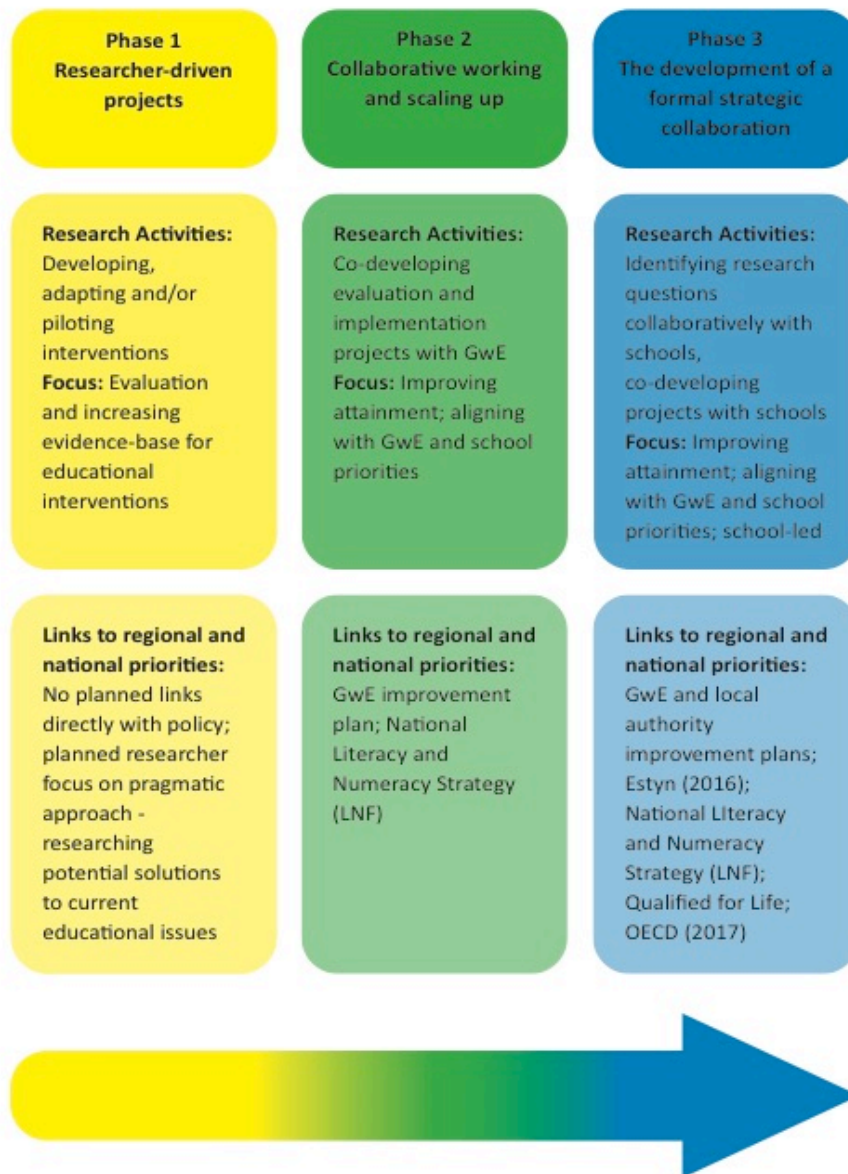 Phase 1
Researcher-driven
projects
Phase 2
Collaborative working
and scaling up
Phase 3
The development of a
formal strategic
collaboration
Research Activities:
Developing,
adapting and/or
piloting
interventions
Focus: Evaluation
and increasing
evidence-base for
educational
interventions
Research Activities:
Co-developing
evaluation and
implementation
projects with GwE
Focus: Improving
attainment; aligning
with GwE and school
priorities
Research Activities:
Identifying research
questions
collaboratively with
schools,
co-developing
projects with schools
Focus: Improving
attainment; aligning
with GwE and school
priorities; school-led
Links to regional and
national priorities:
No planned links
directly with policy;
planned researcher
focus on pragmatic
approach -
researching
potential solutions
to current
educational issues
Links to regional and
national priorities:
GwE improvement
plan; National
Literacy and
Numeracy Strategy
(LNF)
Links to regional and
national priorities:
GwE and local
authority
improvement plans;
Estyn (2016);
National LIteracy
and Numeracy
Strategy (LNF);
Qualified for Life;
OECD (2017)